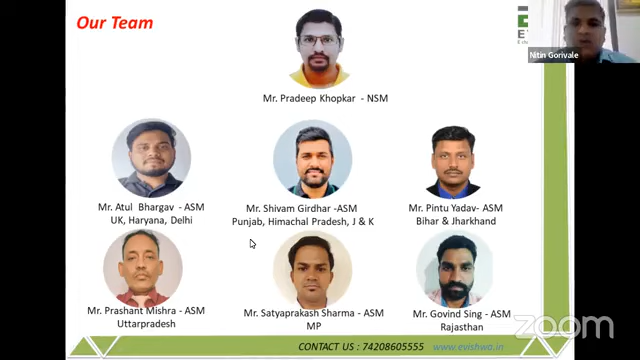 Our Team
Nitin Gorivale
Mr. Pradeep Khopkar - NSM
Mr. Atul Bhargav - ASM
UK, Haryana, Delhi
Mr. Shivam Girdhar -ASM
Punjab, Himachal Pradesh, J & K
Mr. Pintu Yadav- ASM
Bihar & Jharkhand
Mr. Prashant Mishra - ASM
Uttarpradesh
Mr. Satyaprakash Sharma - ASM
MP
Mr. Govind Sing - ASM
Rajasthan
zoom
CONTACT US : 74208605555 www.evishwa.in